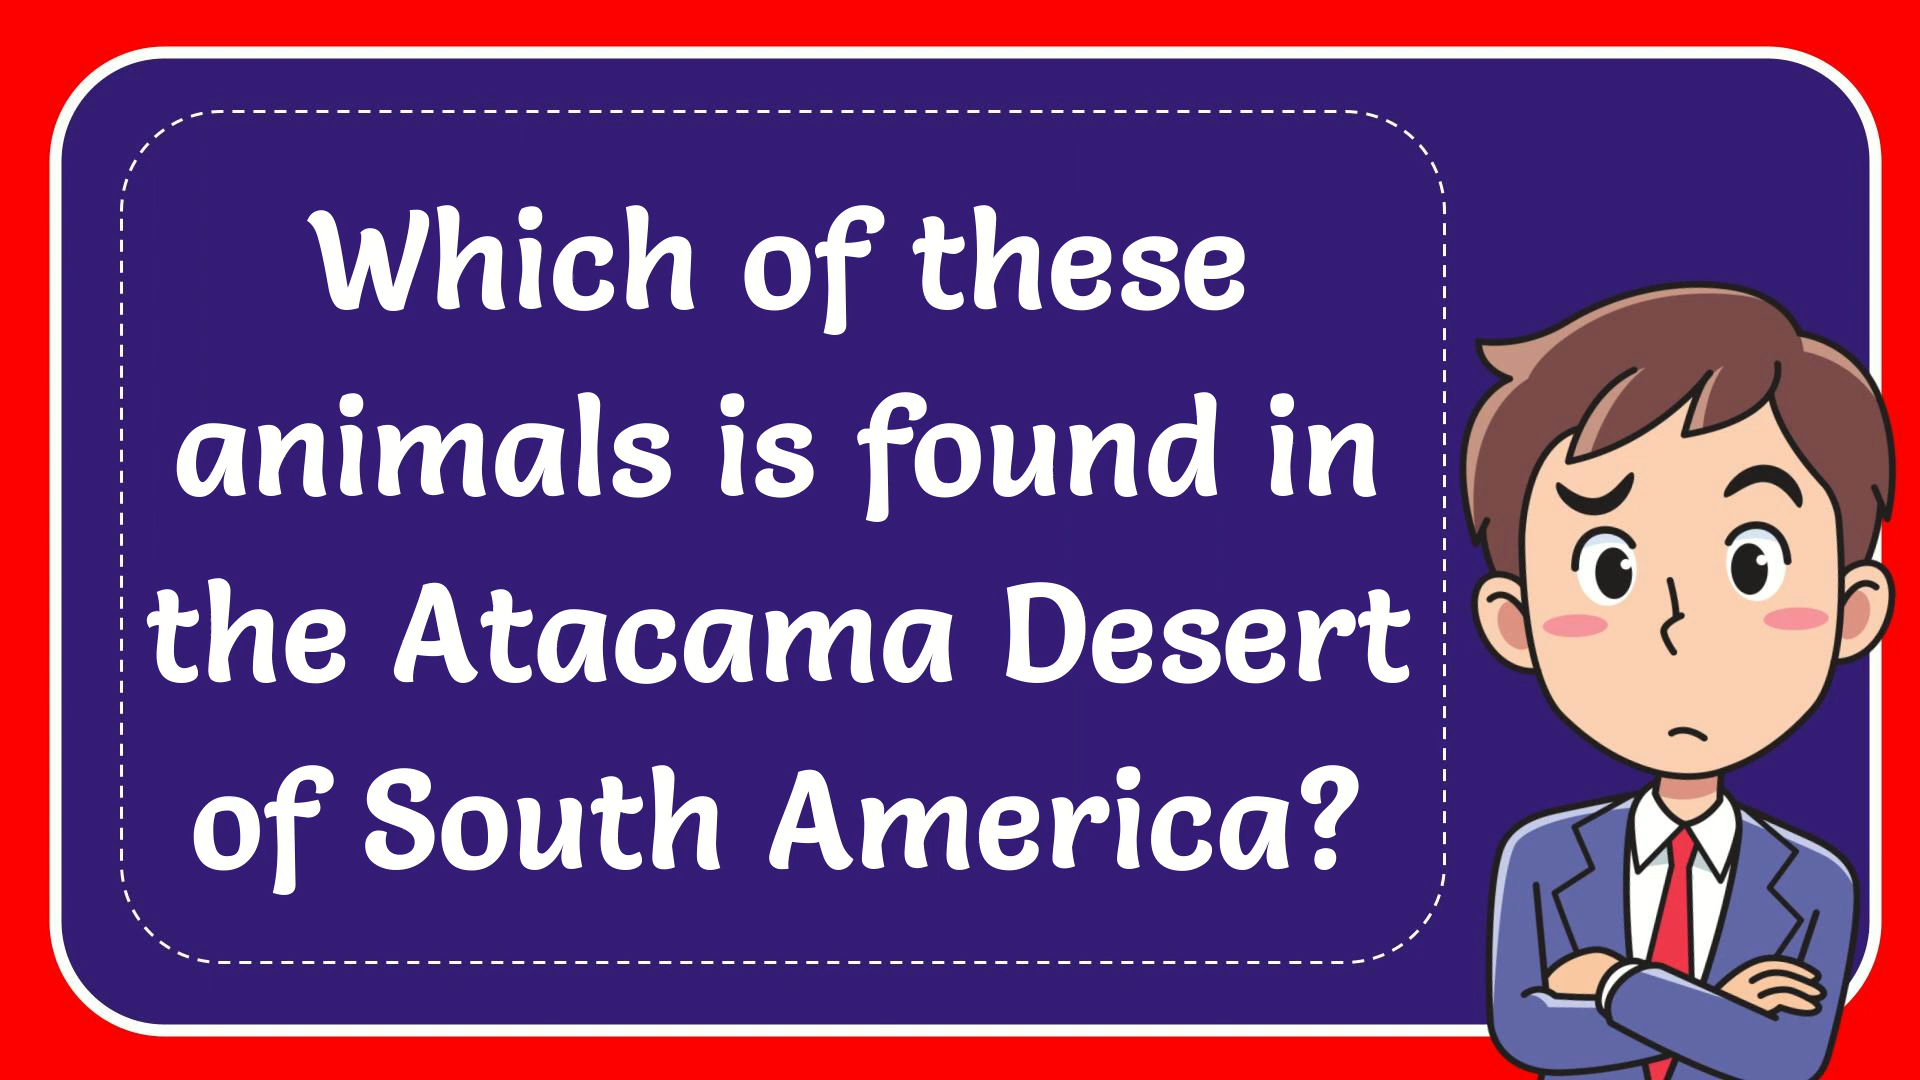 Which of these
animals is found in
the Atacama Desert
of South America?